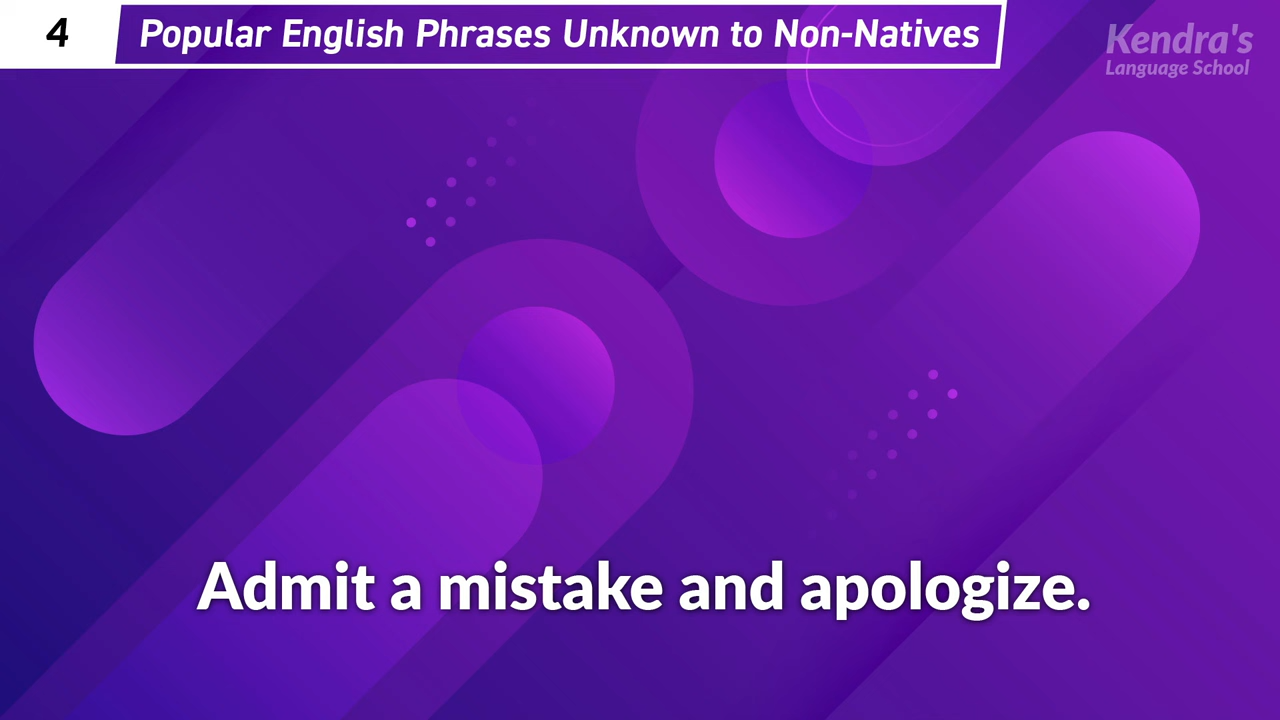 4
Popular English Phrases Unknown to Non-Natives
Kendra's
Language School
Admit a mistake and apologize.